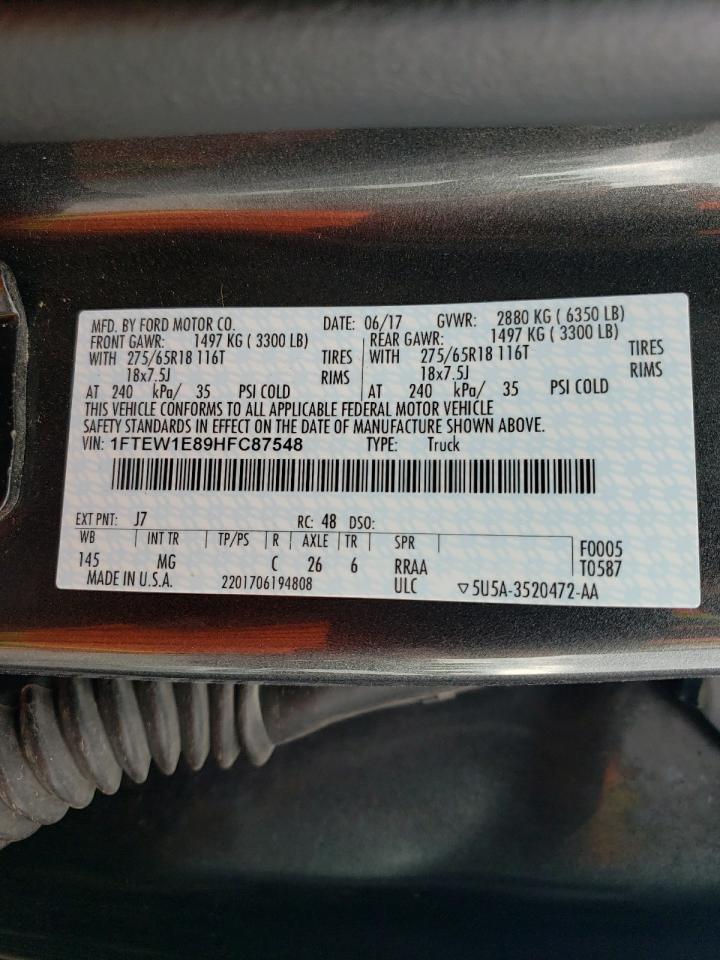 MFD. BY FORD MOTOR CO. DATE: 06/17 GVWR: 2880 KG ( 6350 LB)
FRONT GAWR: 1497 KG ( 3300 LB) REAR GAWR: 1497 KG ( 3300 LB)
WITH 275/65R18 116T TIRES WITH 275/65R18 116T TIRES
18x7.5J RIMS 18x7.5J RIMS
AT 240 kPa/ 35 PSI COLD AT 240 kPa/ 35 PSI COLD
THIS VEHICLE CONFORMS TO ALL APPLICABLE FEDERAL MOTOR VEHICLE
SAFETY STANDARDS IN EFFECT ON THE DATE OF MANUFACTURE SHOWN ABOVE.
VIN: 1FTEW1E89HFC87548 TYPE: Truck
EXT PNT: J7 RC: 48 DSO:
WB INT TR TP/PS R AXLE TR SPR F0005
145 MG C 26 6 RRAA T0587
MADE IN U.S.A. 2201706194808 ULC ▽5U5A-3520472-AA